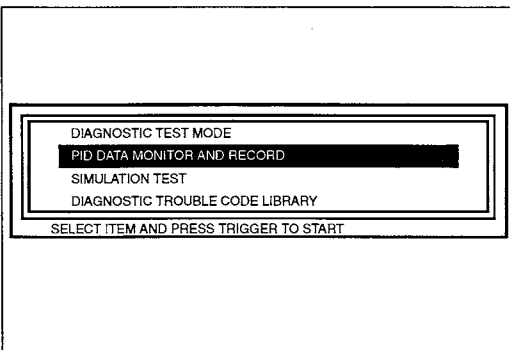 DIAGNOSTIC TEST MODE
PID DATA MONITOR AND RECORD
SIMULATION TEST
DIAGNOSTIC TROUBLE CODE LIBRARY
SELECT ITEM AND PRESS TRIGGER TO START